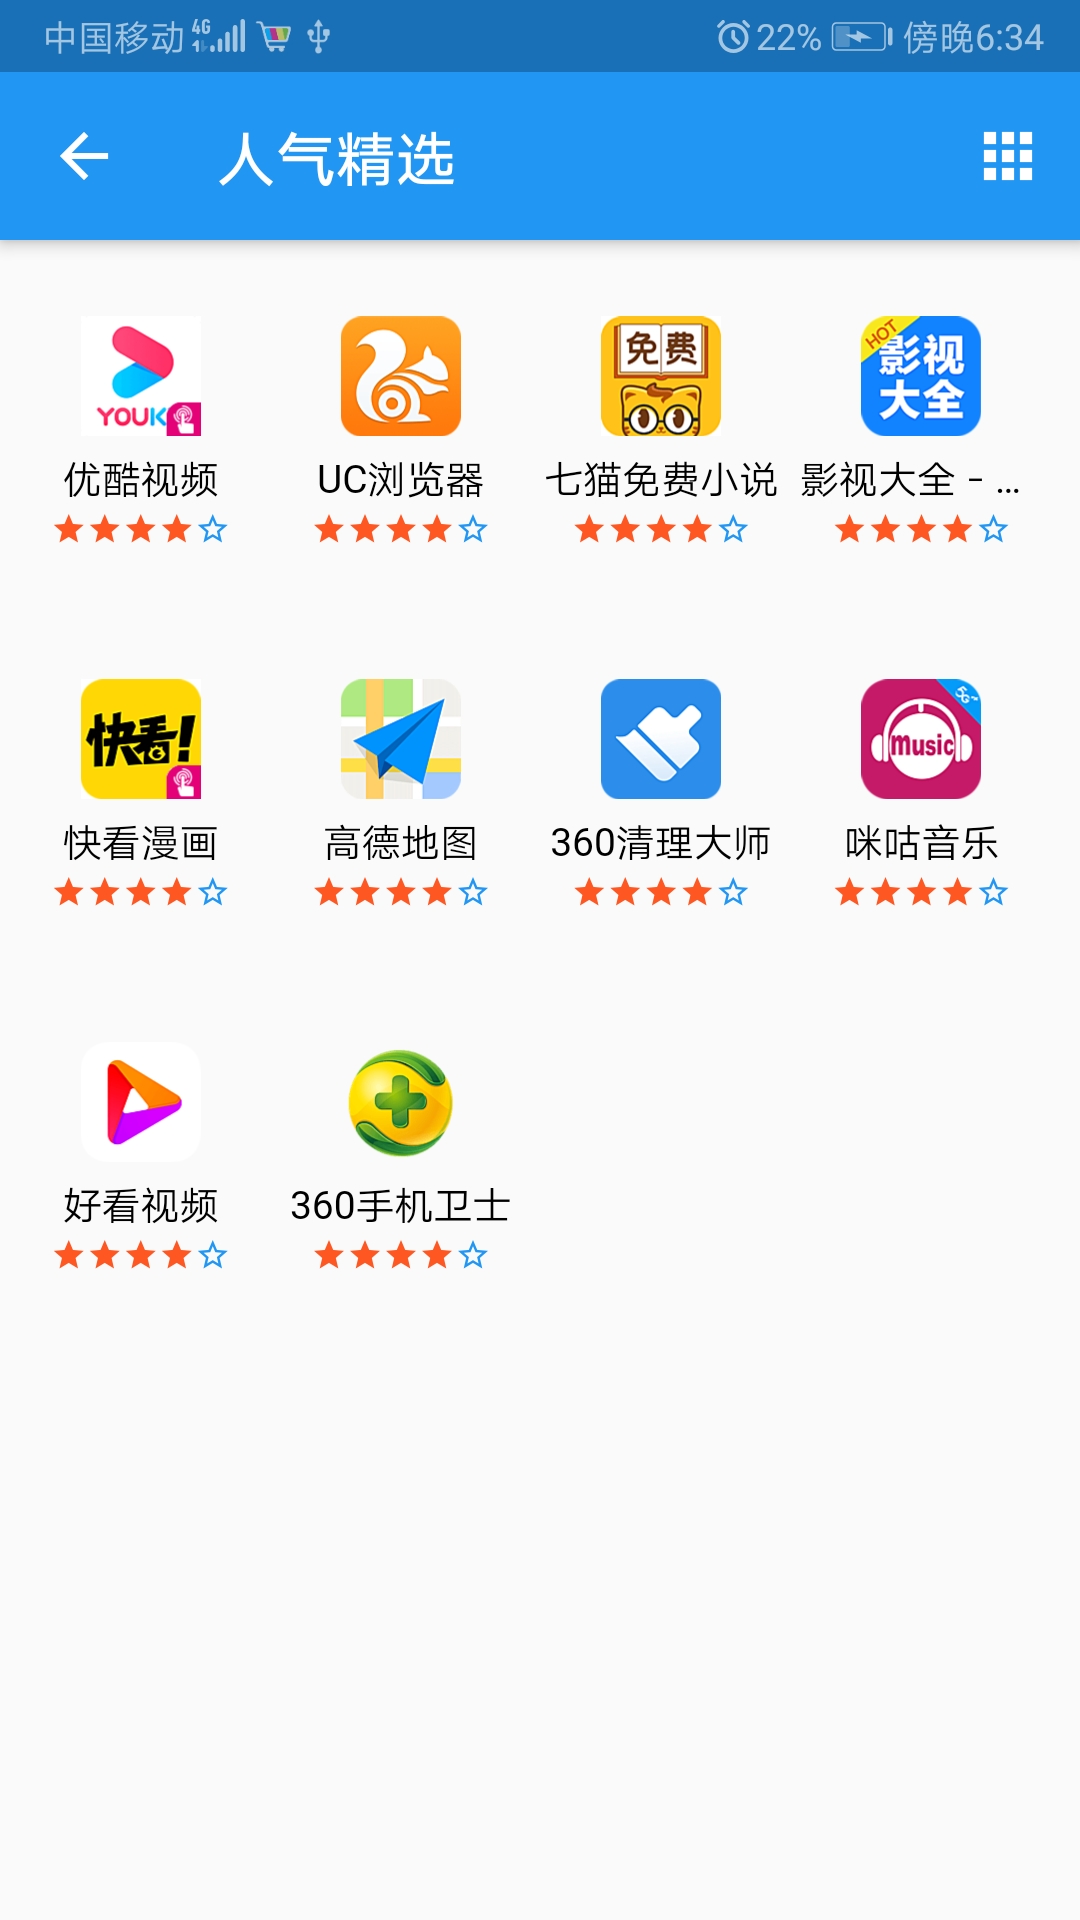 中国移动 4G 22% 傍晚6:34
人气精选
YOUK
免费
HOT
影视
大全
优酷视频 UC浏览器 七猫免费小说 影视大全 - ...
快看!
5G
Music
快看漫画 高德地图 360清理大师 咪咕音乐
好看视频 360手机卫士